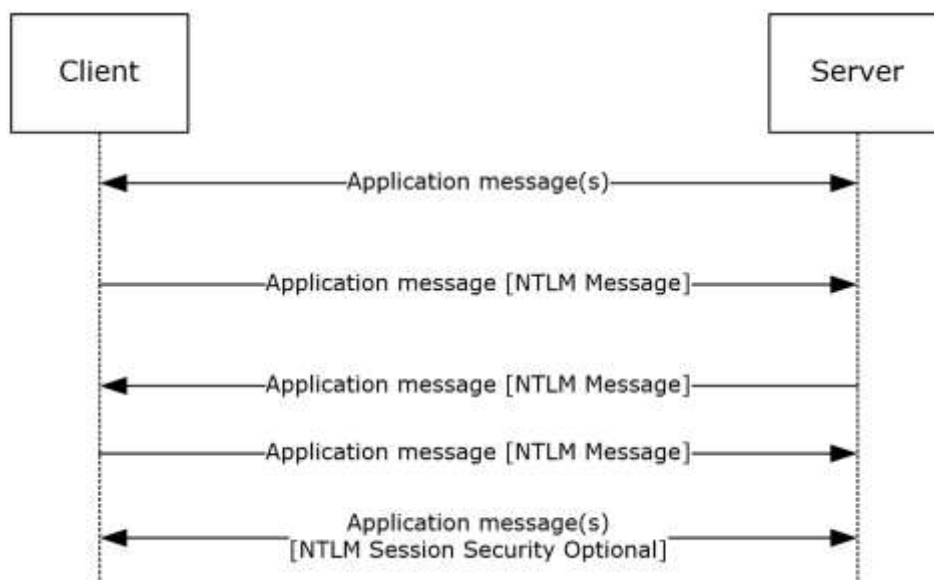 Client
Server
Application message(s)
Application message [NTLM Message]
Application message [NTLM Message]
Application message [NTLM Message]
Application message(s)
[NTLM Session Security Optional]